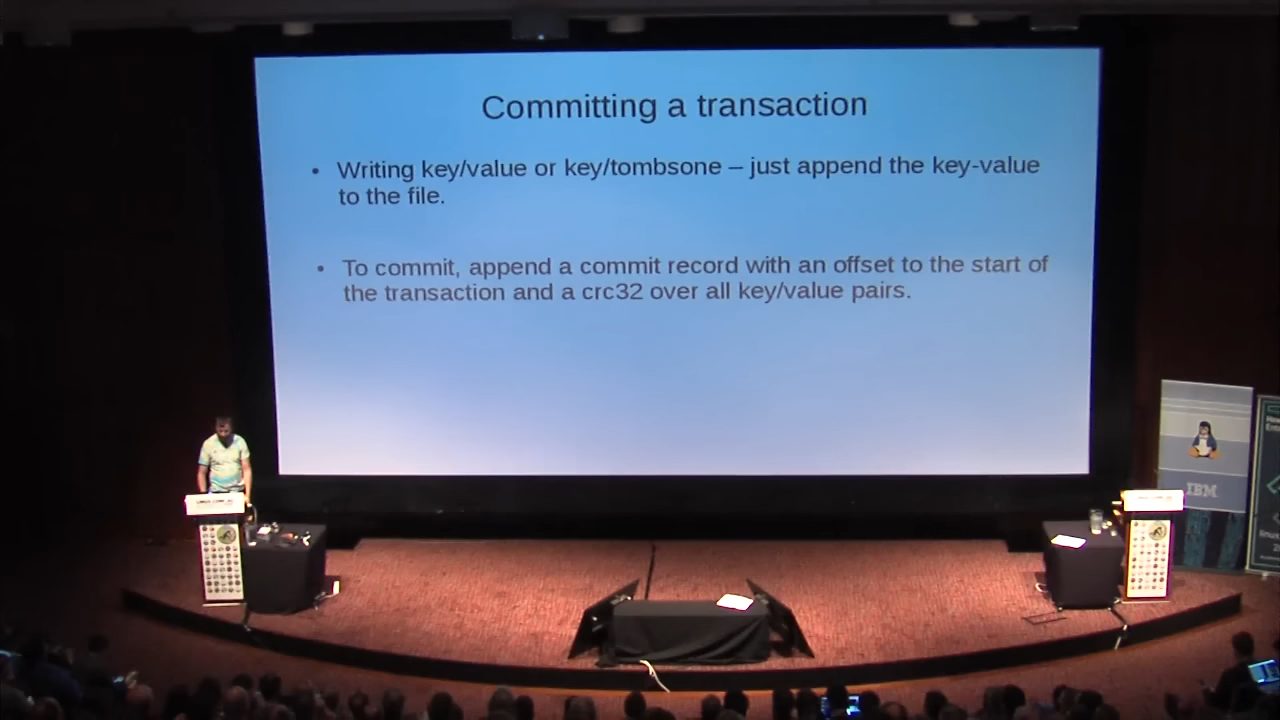 Committing a transaction
• Writing key/value or key/tombsone – just append the key-value
to the file.
• To commit, append a commit record with an offset to the start of
the transaction and a crc32 over all key/value pairs.
IBM